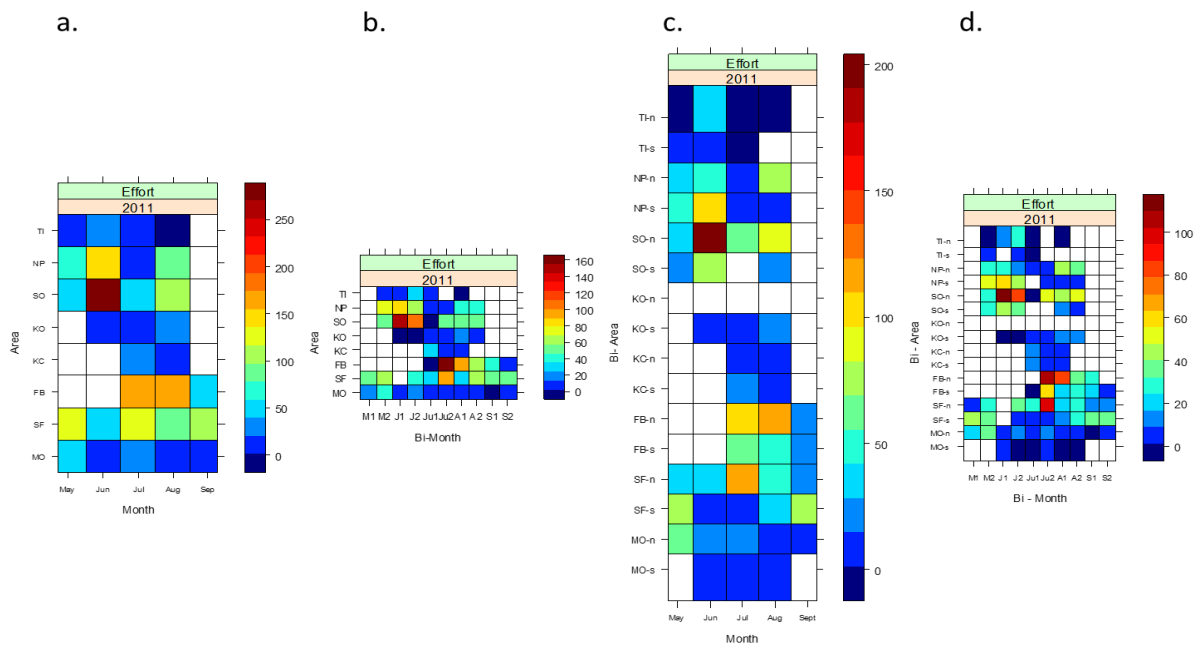 a.
Effort
2011
TI
NP
SO
KO
KC
FB
SF
MO
Area
May Jun Jul Aug Sep
Month
250
200
150
100
50
0
b.
Effort
2011
TI
NP
SO
KO
KC
FB
SF
MO
Area
M1 M2 J1 J2 Ju1 Ju2 A1 A2 S1 S2
Bi-Month
160
140
120
100
80
60
40
20
0
c.
Effort
2011
TI-n
TI-s
NP-n
NP-s
SO-n
SO-s
KO-n
KO-s
KC-n
KC-s
FB-n
FB-s
SF-n
SF-s
MO-n
MO-s
Bi- Area
May Jun Jul Aug Sept
Month
200
150
100
50
0
d.
Effort
2011
TI-n
TI-s
NP-n
NP-s
SO-n
SO-s
KO-n
KO-s
KC-n
KC-s
FB-n
FB-s
SF-n
SF-s
MO-n
MO-s
Bi - Area
M1 M2 J1 J2 Ju1 Ju2 A1 A2 S1 S2
Bi - Month
100
80
60
40
20
0